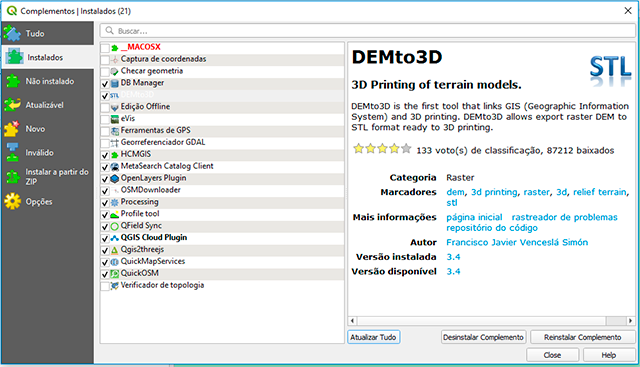 Complementos | Instalados (21)
Tudo
Instalados
Não instalado
Atualizável
Novo
Inválido
Instalar a partir do ZIP
Opções
Buscar...
__MACOSX
Captura de coordenadas
Checar geometria
DB Manager
DEMto3D
Edição Offline
eVis
Ferramentas de GPS
Georreferenciador GDAL
HCMGIS
MetaSearch Catalog Client
OpenLayers Plugin
OSMDownloader
Processing
Profile tool
QField Sync
QGIS Cloud Plugin
Qgis2threejs
QuickMapServices
QuickOSM
Verificador de topologia
DEMto3D
STL
3D Printing of terrain models.
DEMto3D is the first tool that links GIS (Geographic Information
System) and 3D printing. DEMto3D allows export raster DEM to
STL format ready to 3D printing.
133 voto(s) de classificação, 87212 baixados
Categoria Raster
Marcadores dem, 3d printing, raster, 3d, relief terrain,
stl
Mais informações página inicial rastreador de problemas
repositório do código
Autor Francisco Javier Venceslá Simón
Versão instalada 3.4
Versão disponível 3.4
Atualizar Tudo
Desinstalar Complemento
Reinstalar Complemento
Close
Help